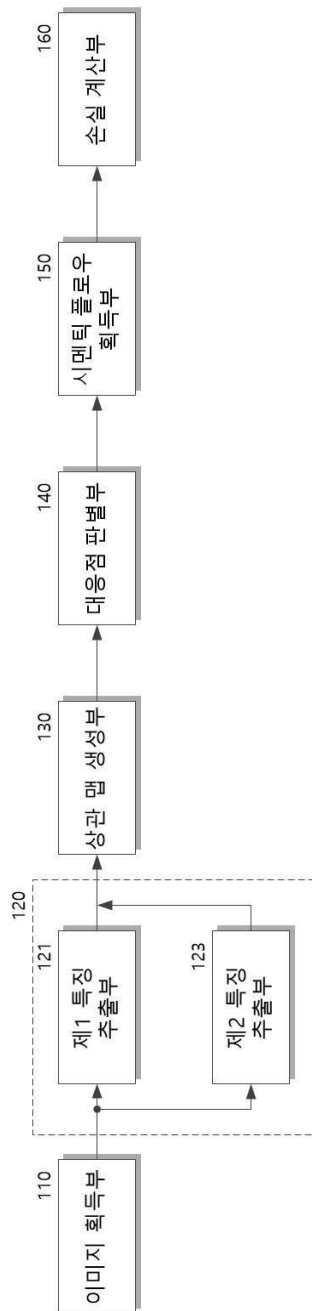 110
이미지 획득부
120
121
제1 특징
추출부
123
제2 특징
추출부
130
상관 맵 생성부
140
대응점 판별부
150
시멘틱 플로우
획득부
160
손실 계산부